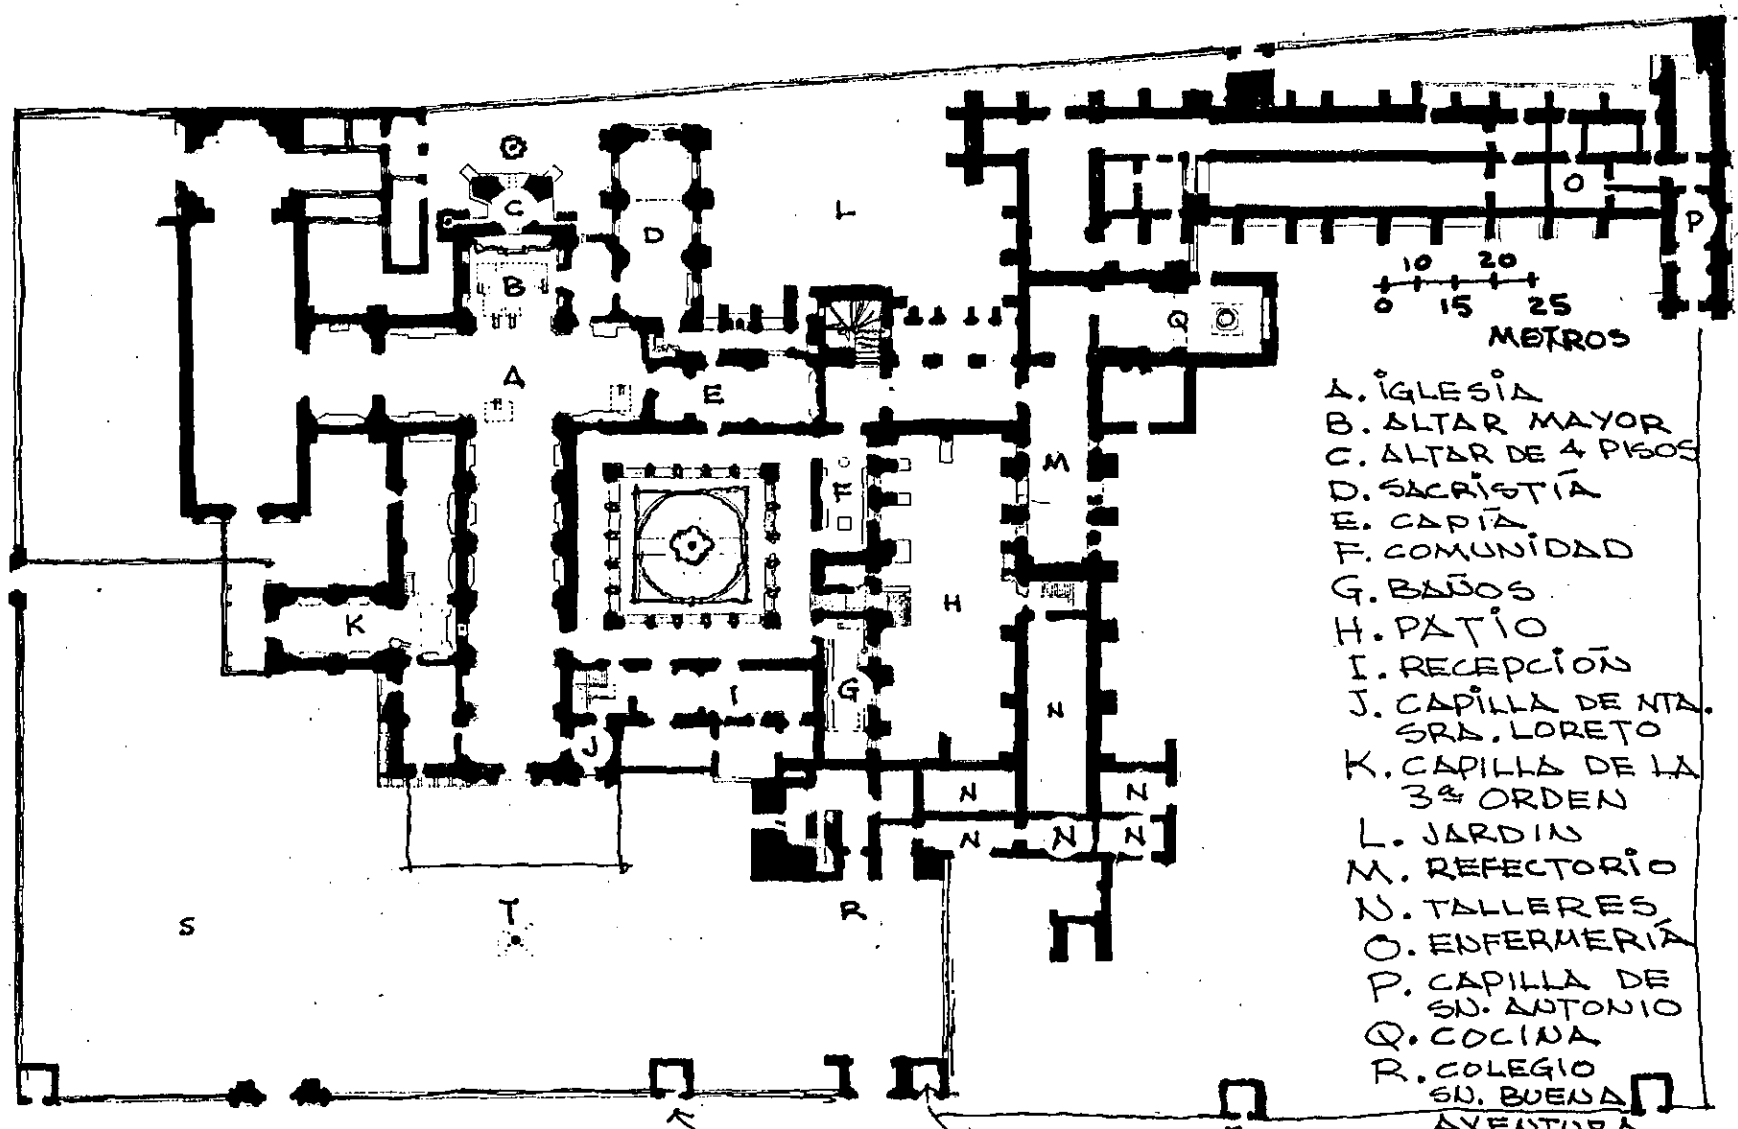 C
L
D
O
P
B
10 20
0 15 25
METROS
Q
A
E
A. IGLESIA
B. ALTAR MAYOR
C. ALTAR DE 4 PISOS
D. SACRISTÍA
E. CAPIA
F. COMUNIDAD
G. BAÑOS
H. PATIO
I. RECEPCIÓN
J. CAPILLA DE NTA.
SRA. LORETO
K. CAPILLA DE LA
3ª ORDEN
L. JARDIN
M. REFECTORIO
N. TALLERES
O. ENFERMERÍA
P. CAPILLA DE
SN. ANTONIO
Q. COCINA
R. COLEGIO
SN. BUENA
AVENTURA
M
F
H
K
I
G
N
J
N
N
N
N
N
S
T
R